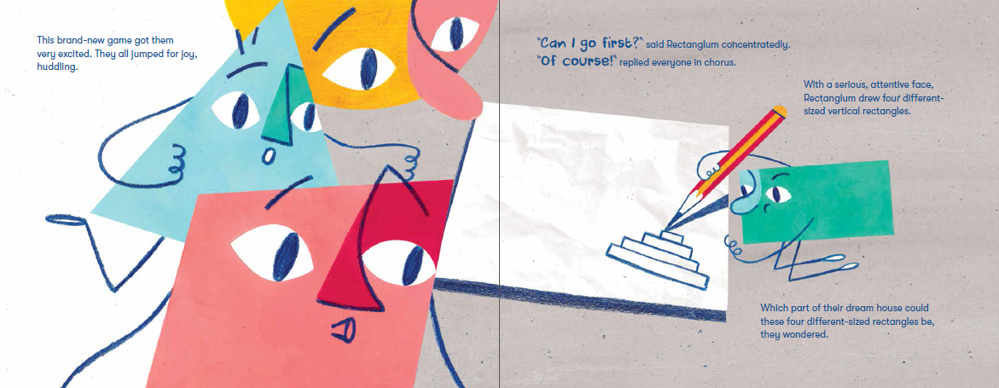 This brand-new game got them
very excited. They all jumped for joy,
huddling.
"Can I go first?" said Rectanglum concentratedly.
"Of course!" replied everyone in chorus.
With a serious, attentive face,
Rectanglum drew four different-
sized vertical rectangles.
Which part of their dream house could
these four different-sized rectangles be,
they wondered.